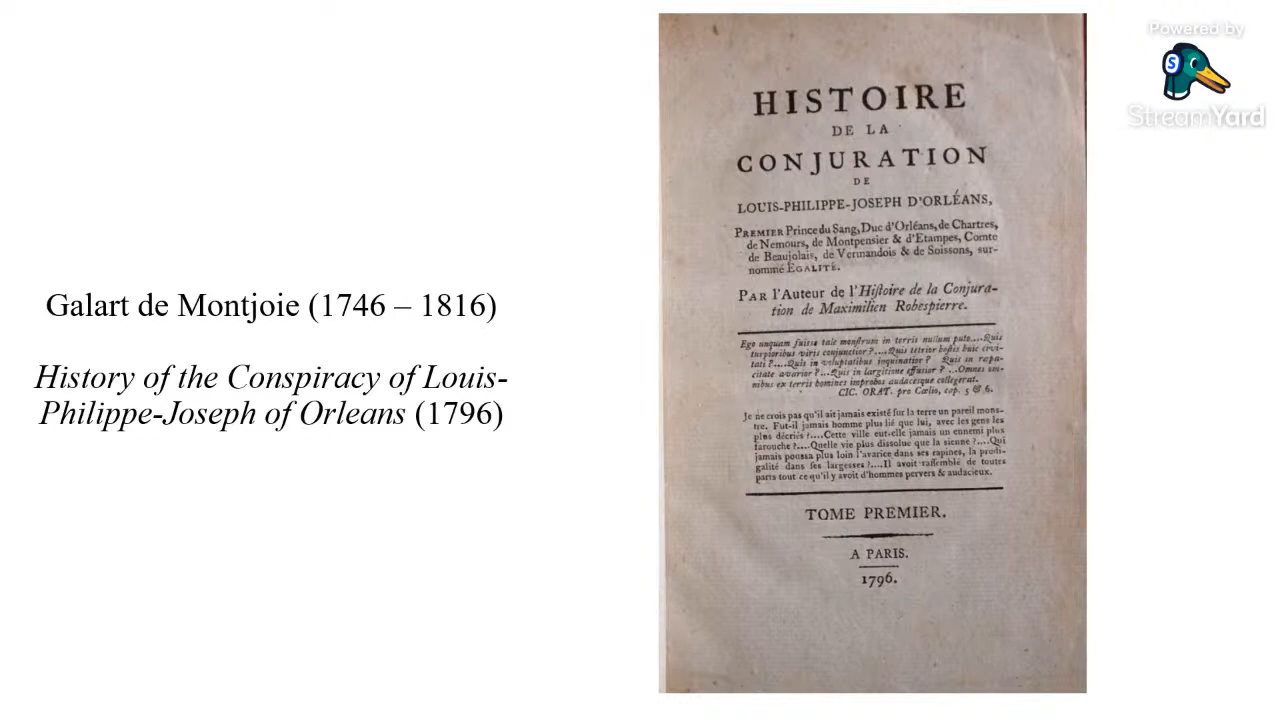 Galart de Montjoie (1746 – 1816)
History of the Conspiracy of Louis-
Philippe-Joseph of Orleans (1796)
HISTOIRE
DE LA
CONJURATION
DE
LOUIS-PHILIPPE-JOSEPH D'ORLÉANS,
PREMIER Prince du Sang, Duc d'Orléans, de Chartres,
de Nemours, de Montpensier & d'Etampes, Comte
de Beaujolais, de Vermandois & de Soissons, sur-
nommé ÉGALITÉ.
PAR l'Auteur de l'Hiſtoire de la Conjura-
tion de Maximilien Robespierre.
Ego unquam fuiſſe tale monſtrum in terris nullum puto....Quis
turpioribus viris conjunctior?....Quis tetrior hoſtis huic civi-
tati?....Quis in voluptatibus inquinatior? Quis in rapa-
citate avarior?...Quis in largitione effuſior? ...Omnes
nibus ex terris homines improbos audacesque collegerat.
CIC. ORAT. pro Cælio, cap. 5 & 6.
Je ne crois pas qu'il ait jamais exiſté ſur la terre un pareil mons-
tre. Fut-il jamais homme plus lié que lui, avec les gens les
plus décriés?....Cette ville eut-elle jamais un ennemi plus
farouche?....Quelle vie plus dissolue que la sienne?....Qui
jamais poussa plus loin l'avarice dans ses rapines, la prodi-
galité dans ſes largesses?....Il avoit raſſemblé de toutes
parts tout ce qu'il y avoit d'hommes pervers & audacieux.
TOME PREMIER.
A PARIS.
1796.
Powered by
S
StreamYard